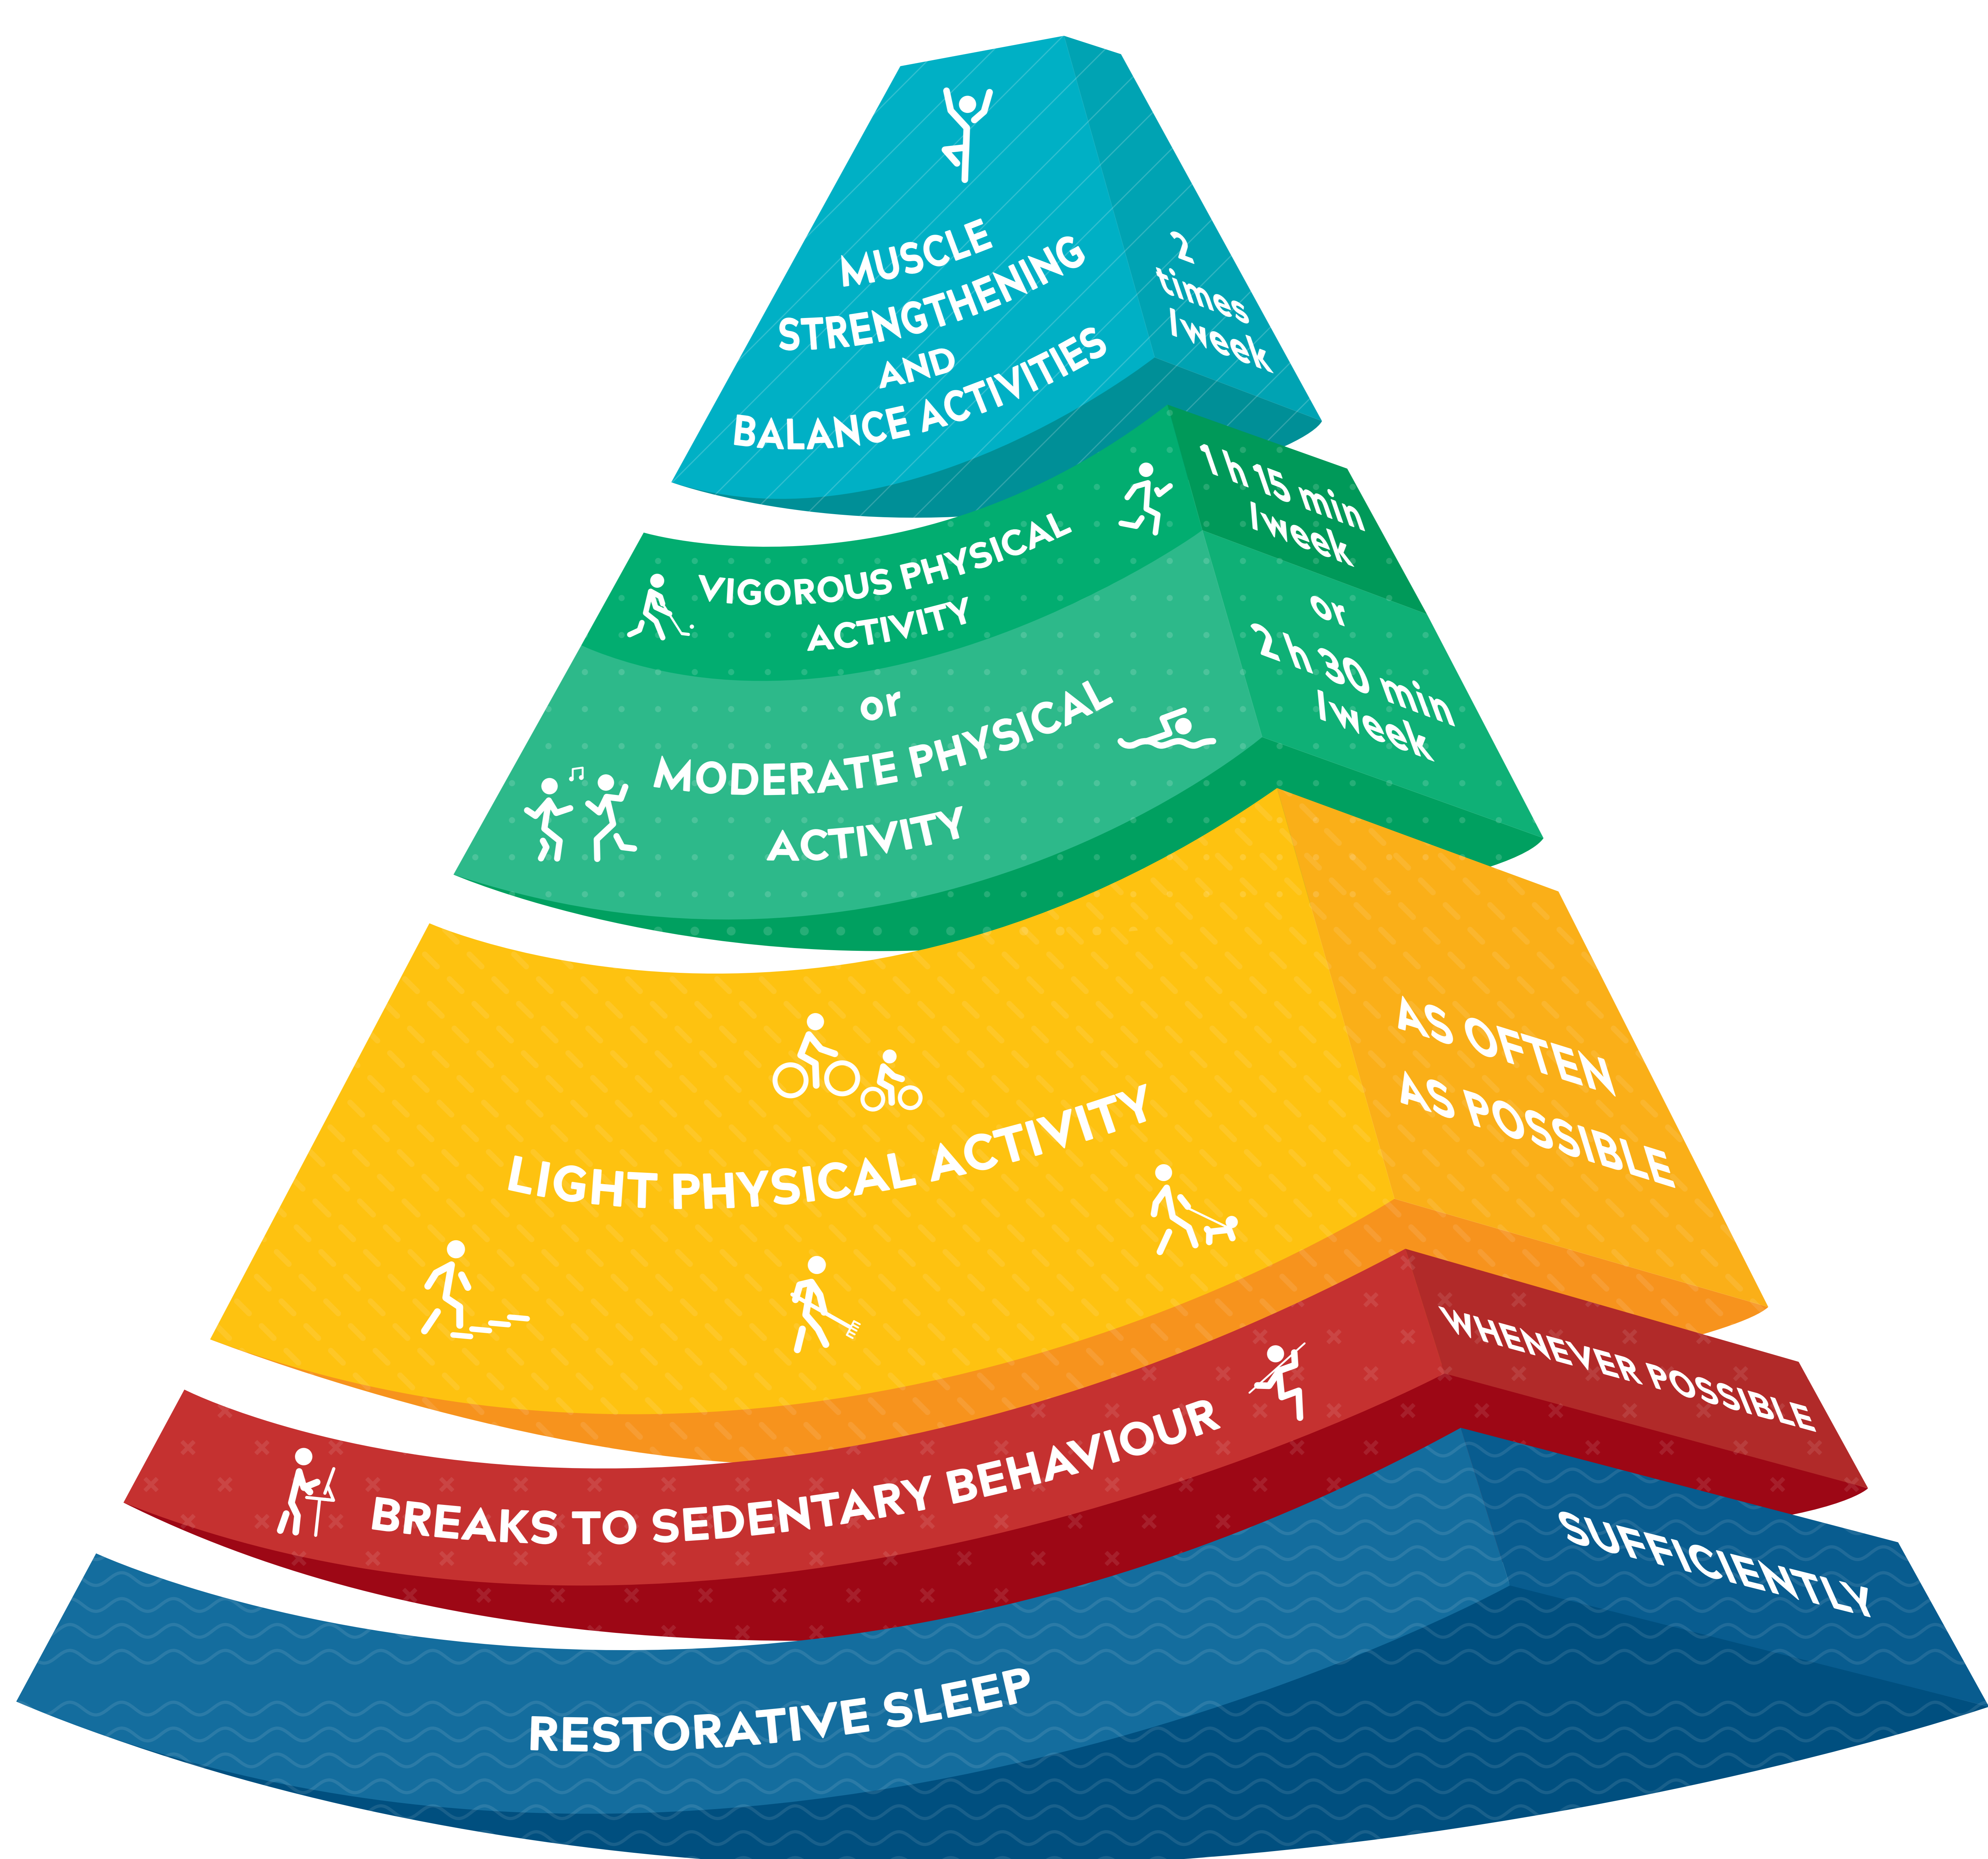 MUSCLE
STRENGTHENING
AND
BALANCE ACTIVITIES
2
times
/week
VIGOROUS PHYSICAL
ACTIVITY
1 h 15 min
/week
or
MODERATE PHYSICAL
ACTIVITY
or
2 h 30 min
/week
LIGHT PHYSICAL ACTIVITY
AS OFTEN
AS POSSIBLE
BREAKS TO SEDENTARY BEHAVIOUR
WHENEVER POSSIBLE
RESTORATIVE SLEEP
SUFFICIENTLY